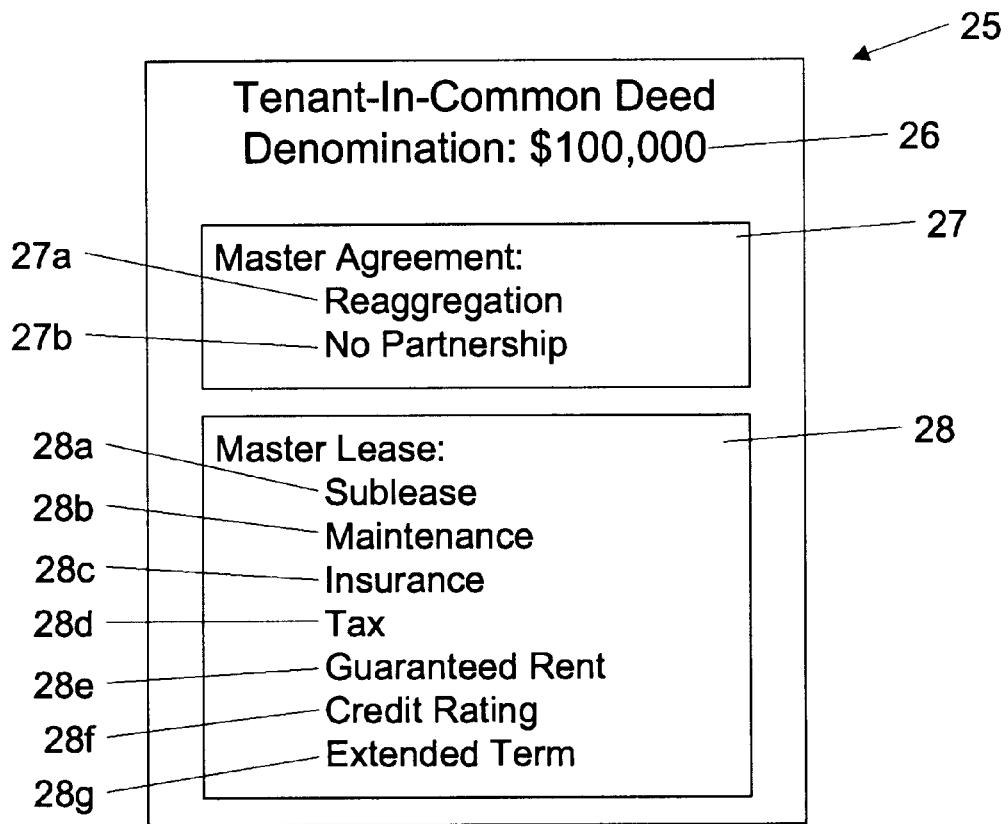 25
Tenant-In-Common Deed
Denomination: $100,000
26
27
27a
Master Agreement:
Reaggregation
27b
No Partnership
28
28a
Master Lease:
Sublease
28b
Maintenance
28c
Insurance
28d
Tax
28e
Guaranteed Rent
28f
Credit Rating
28g
Extended Term